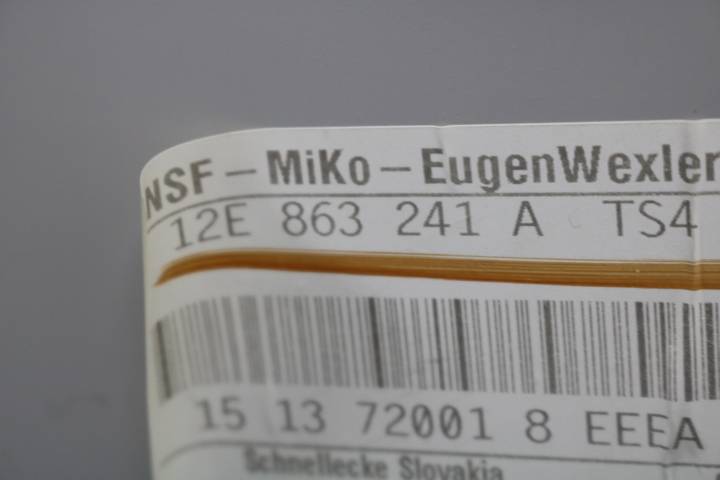 NSF – MiKo – EugenWexler
12E 863 241 A TS4
15 13 72001 8 EEEA
Schnellecke Slovakia